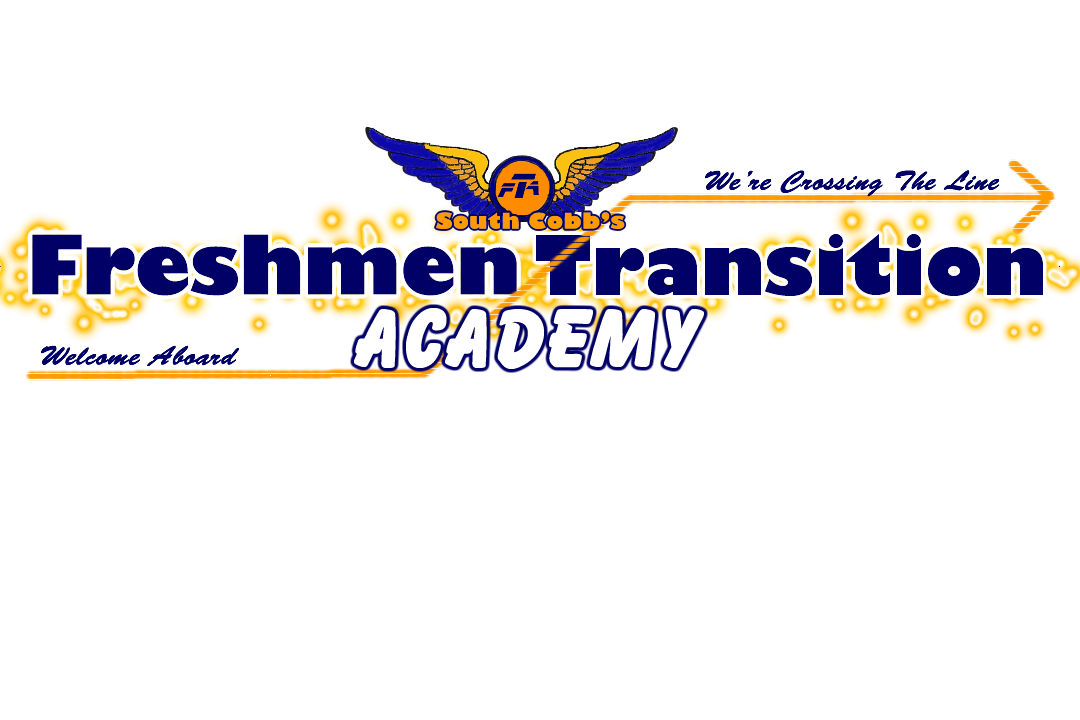 FTA
We're Crossing The Line
South Cobb's
Freshmen Transition
ACADEMY
Welcome Aboard